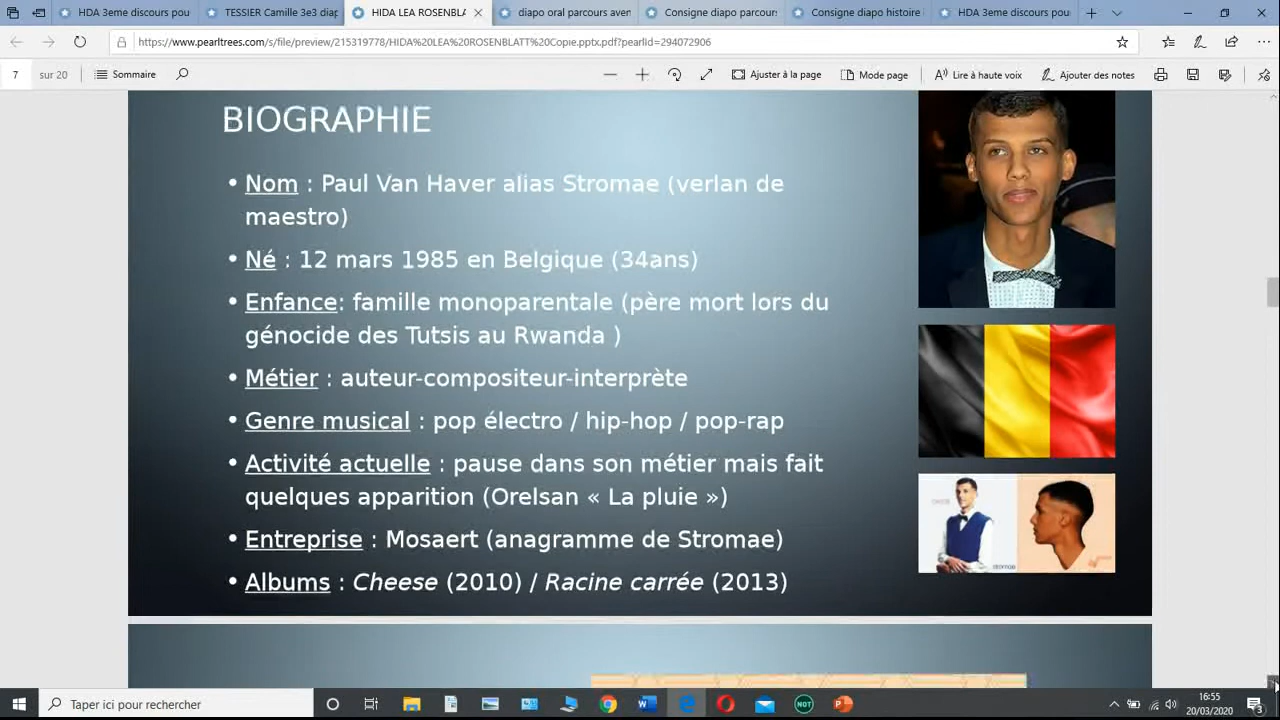 HDA 3eme discours pou
TESSIER Camille 3e3 diap
HIDA LEA ROSENBLA
diapo oral parcours aven
Consigne diapo parcours
Consigne diapo histoire
HDA 3eme discours pou
https://www.pearltrees.com/s/file/preview/215319778/HIDA%20LEA%20ROSENBLATT%20Copie.pptx.pdf?pearlid=294072906
7 sur 20 Sommaire Ajuster à la page Mode page Lire à haute voix Ajouter des notes
BIOGRAPHIE
• Nom : Paul Van Haver alias Stromae (verlan de
maestro)
• Né : 12 mars 1985 en Belgique (34ans)
• Enfance: famille monoparentale (père mort lors du
génocide des Tutsis au Rwanda )
• Métier : auteur-compositeur-interprète
• Genre musical : pop électro / hip-hop / pop-rap
• Activité actuelle : pause dans son métier mais fait
quelques apparition (Orelsan « La pluie »)
• Entreprise : Mosaert (anagramme de Stromae)
• Albums : Cheese (2010) / Racine carrée (2013)
Taper ici pour rechercher
NOT
16:55
20/03/2020
3